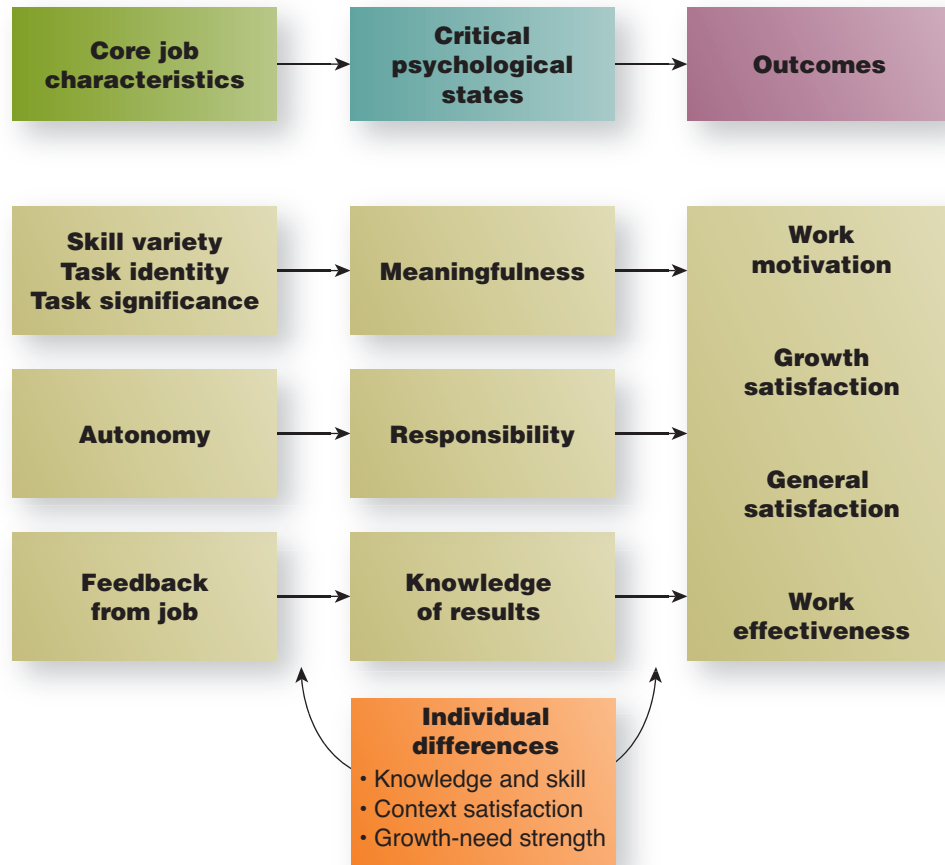 Core job
characteristics
Critical
psychological
states
Outcomes
Skill variety
Task identity
Task significance
Meaningfulness
Work
motivation
Growth
satisfaction
General
satisfaction
Work
effectiveness
Autonomy
Responsibility
Feedback
from job
Knowledge
of results
Individual
differences
• Knowledge and skill
• Context satisfaction
• Growth-need strength